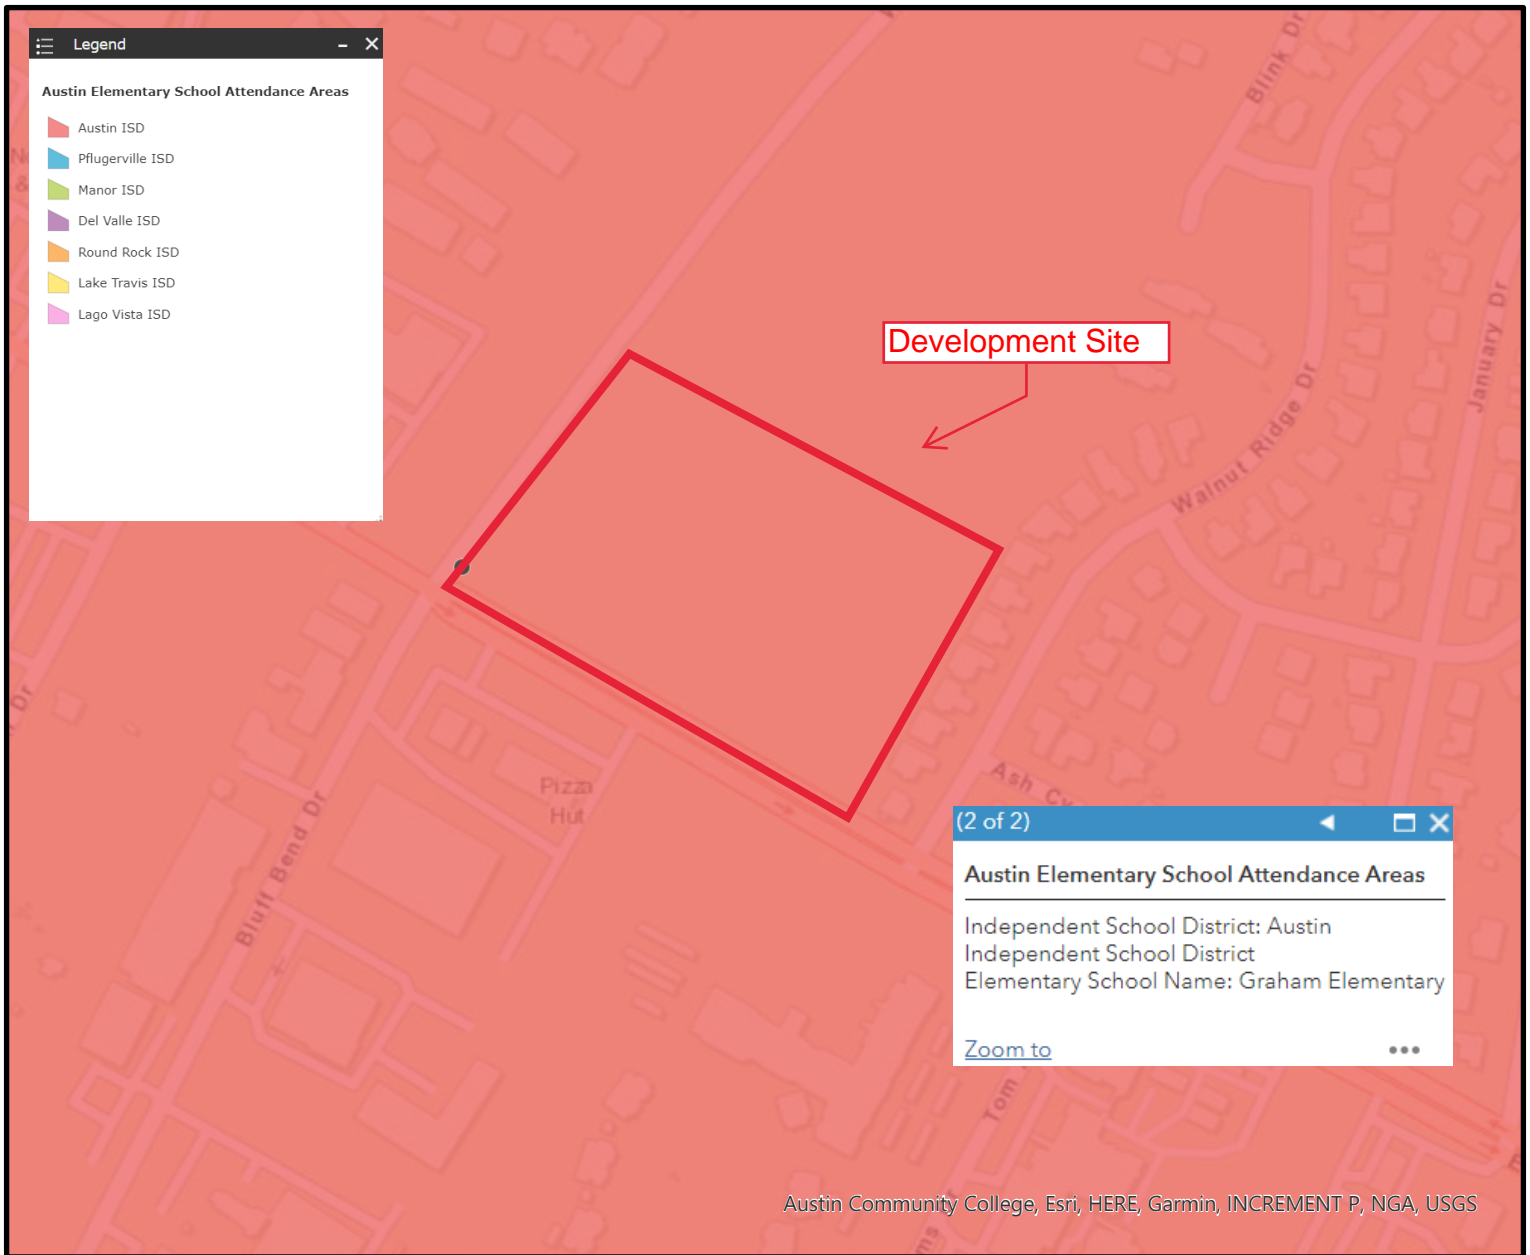 Legend
Austin Elementary School Attendance Areas
Austin ISD
Pflugerville ISD
Manor ISD
Del Valle ISD
Round Rock ISD
Lake Travis ISD
Lago Vista ISD
Blink Dr
January Dr
Development Site
Walnut Ridge Dr
Pizza
Hut
Ash Cv
Bluff Bend Dr
Dr
(2 of 2)
Austin Elementary School Attendance Areas
Independent School District: Austin
Independent School District
Elementary School Name: Graham Elementary
Zoom to
Tom
Austin Community College, Esri, HERE, Garmin, INCREMENT P, NGA, USGS